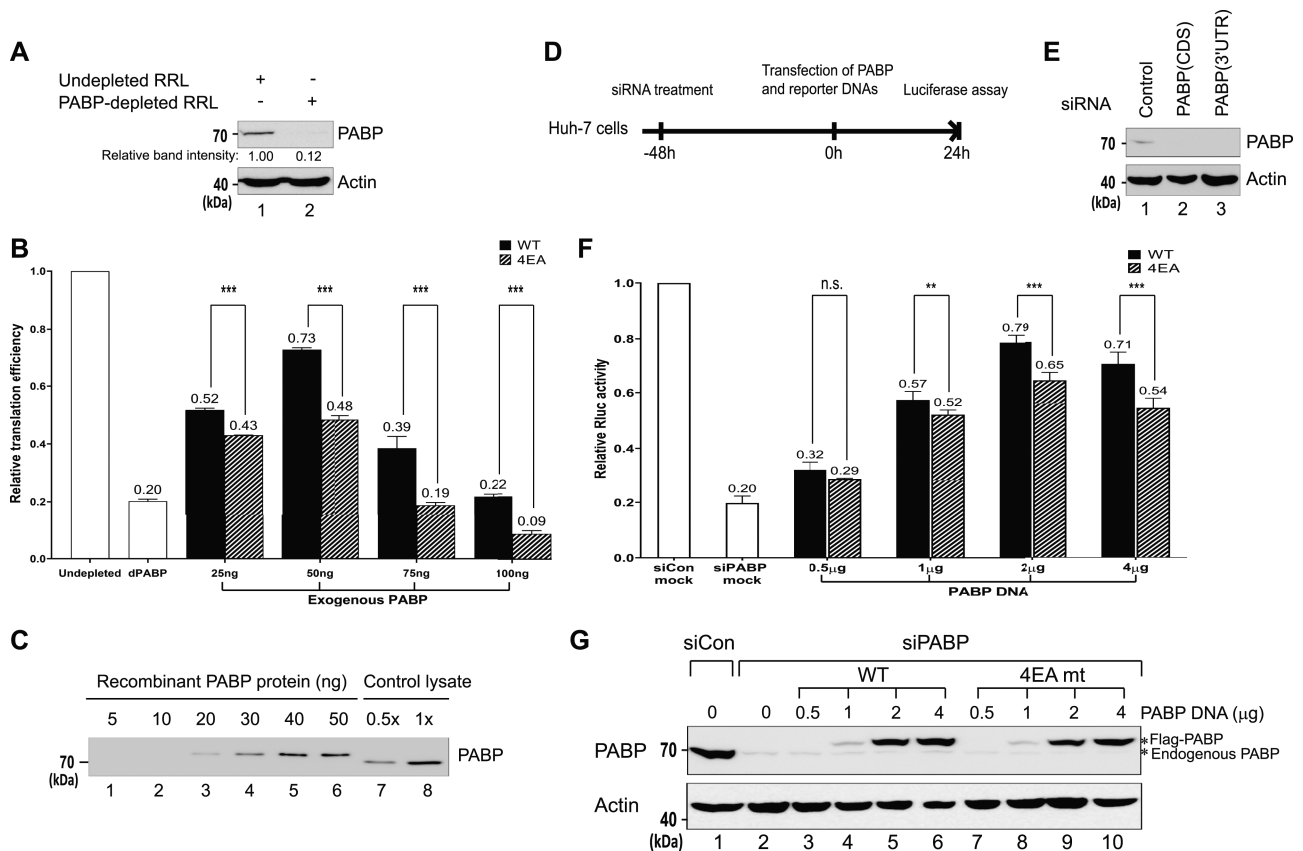 A
Undepleted RRL + -
PABP-depleted RRL - +
70 PABP
Relative band intensity: 1.00 0.12
40 Actin
(kDa) 1 2
B
WT
4EA
Relative translation efficiency
1.0
0.8
0.6
0.4
0.2
0.0
*** *** *** ***
0.20 0.52 0.43 0.73 0.48 0.39 0.19 0.22 0.09
Undepleted dPABP 25ng 50ng 75ng 100ng
Exogenous PABP
C
Recombinant PABP protein (ng) Control lysate
5 10 20 30 40 50 0.5x 1x
70 PABP
(kDa)
1 2 3 4 5 6 7 8
D
siRNA treatment
Transfection of PABP
and reporter DNAs
Luciferase assay
Huh-7 cells
-48h 0h 24h
E
siRNA Control PABP(CDS) PABP(3'UTR)
70 PABP
40 Actin
(kDa) 1 2 3
F
WT
4EA
Relative Rluc activity
1.0
0.8
0.6
0.4
0.2
0.0
n.s. ** *** ***
0.20 0.32 0.29 0.57 0.52 0.79 0.65 0.71 0.54
siCon
mock
siPABP
mock
0.5µg 1µg 2µg 4µg
PABP DNA
G
siCon siPABP
WT 4EA mt
0 0 0.5 1 2 4 0.5 1 2 4 PABP DNA (µg)
PABP 70
*Flag-PABP
*Endogenous PABP
Actin
40
(kDa) 1 2 3 4 5 6 7 8 9 10